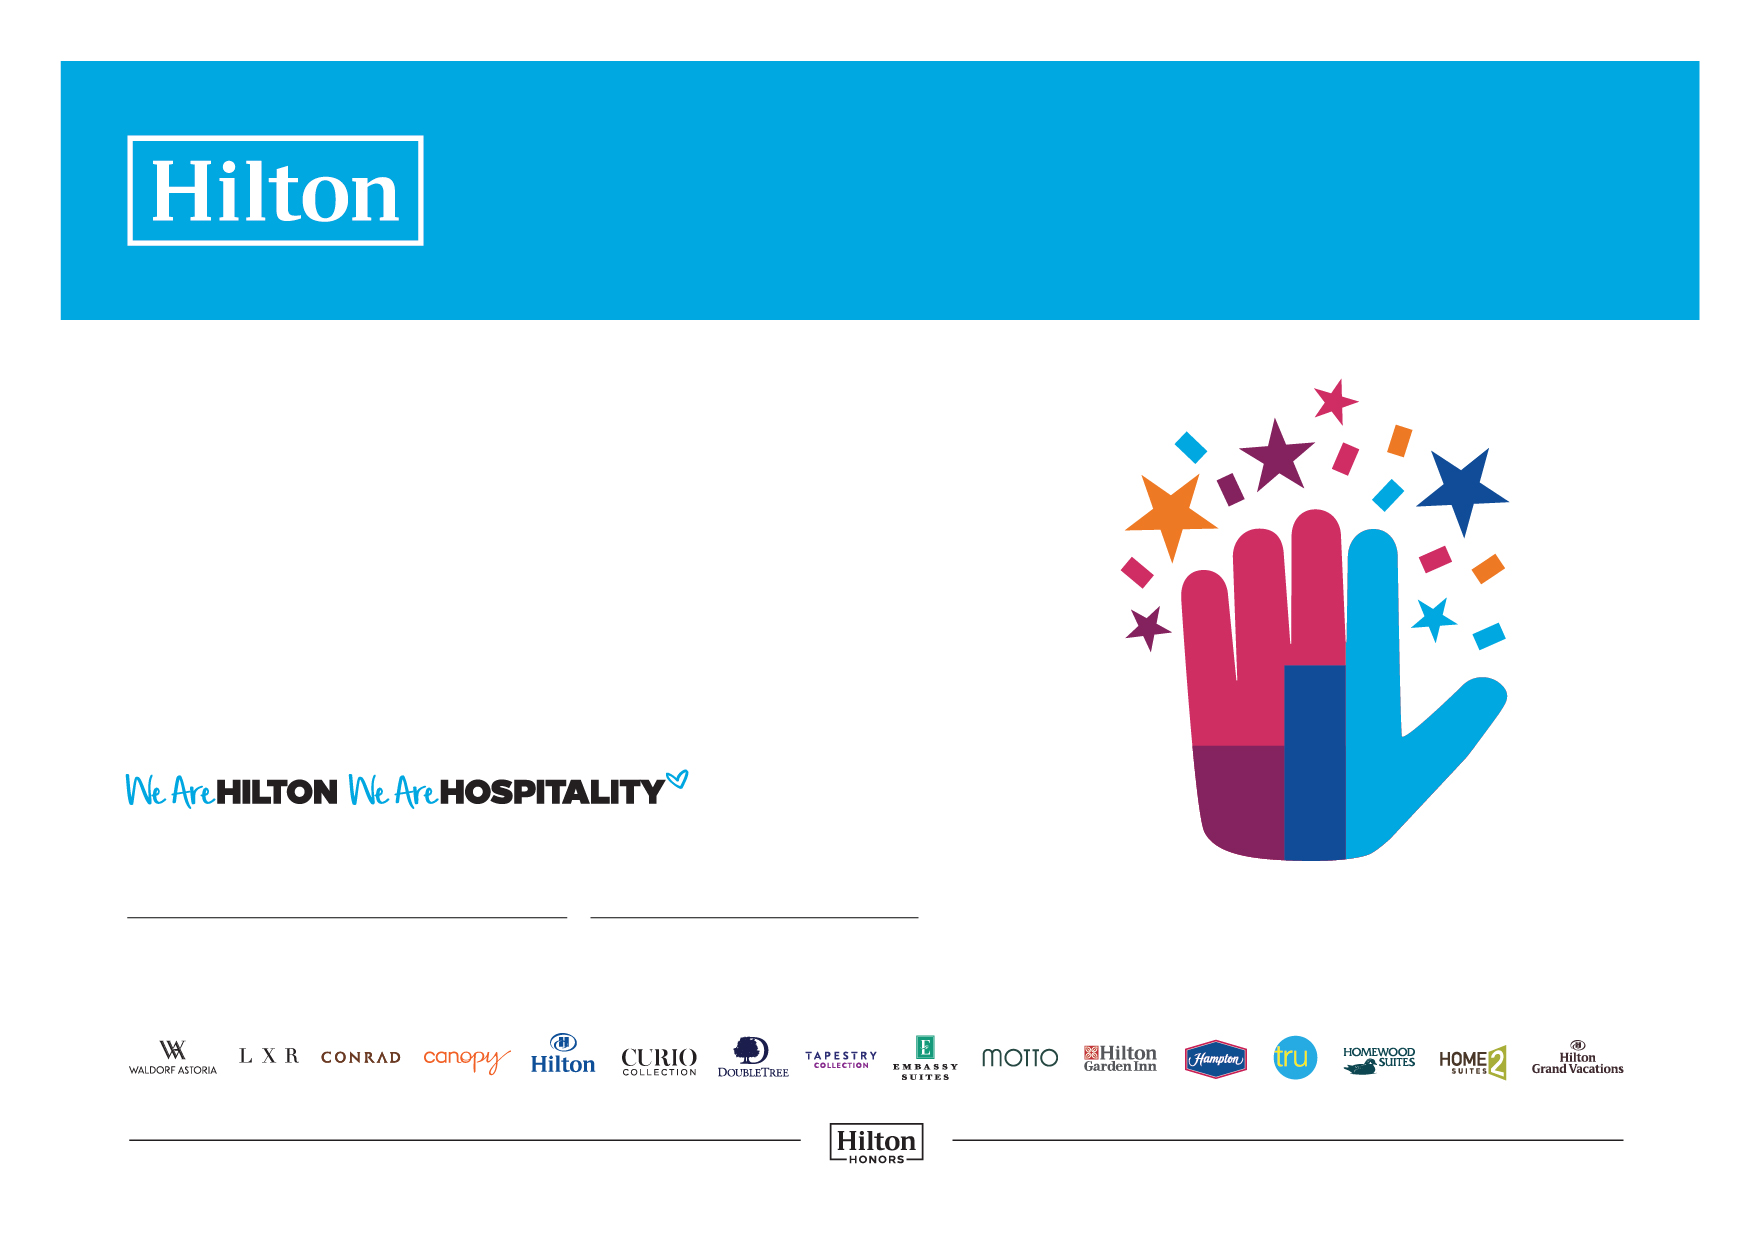 Hilton
We Are HILTON We Are HOSPITALITY
WA
WALDORF ASTORIA
L X R
CONRAD
canopy
H
Hilton
CURIO
COLLECTION
D
DOUBLETREE
TAPESTRY
COLLECTION
E
EMBASSY
SUITES
MOTTO
Hilton
Garden Inn
Hampton
tru
HOMEWOOD
SUITES
HOME2
SUITES
H
Hilton
Grand Vacations
Hilton
HONORS